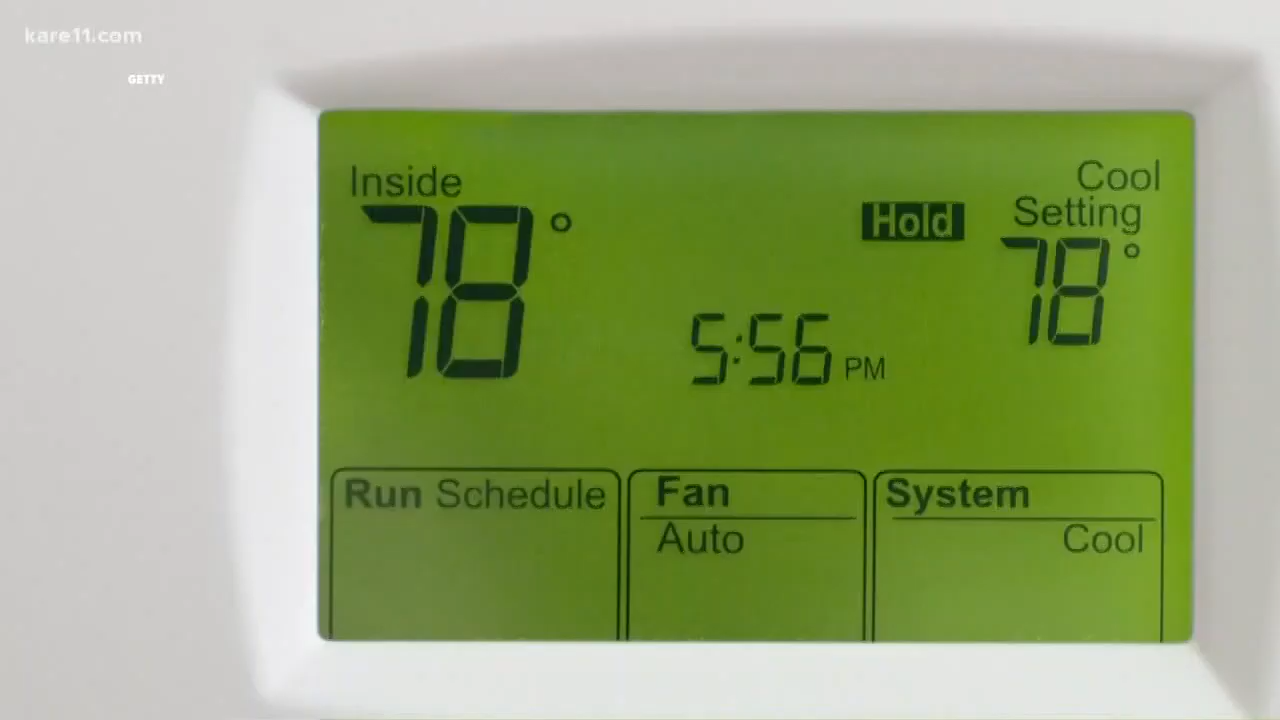 kare11.com
GETTY
Inside
78°
Hold
Cool
Setting
78°
5:56 PM
Run Schedule
Fan
Auto
System
Cool